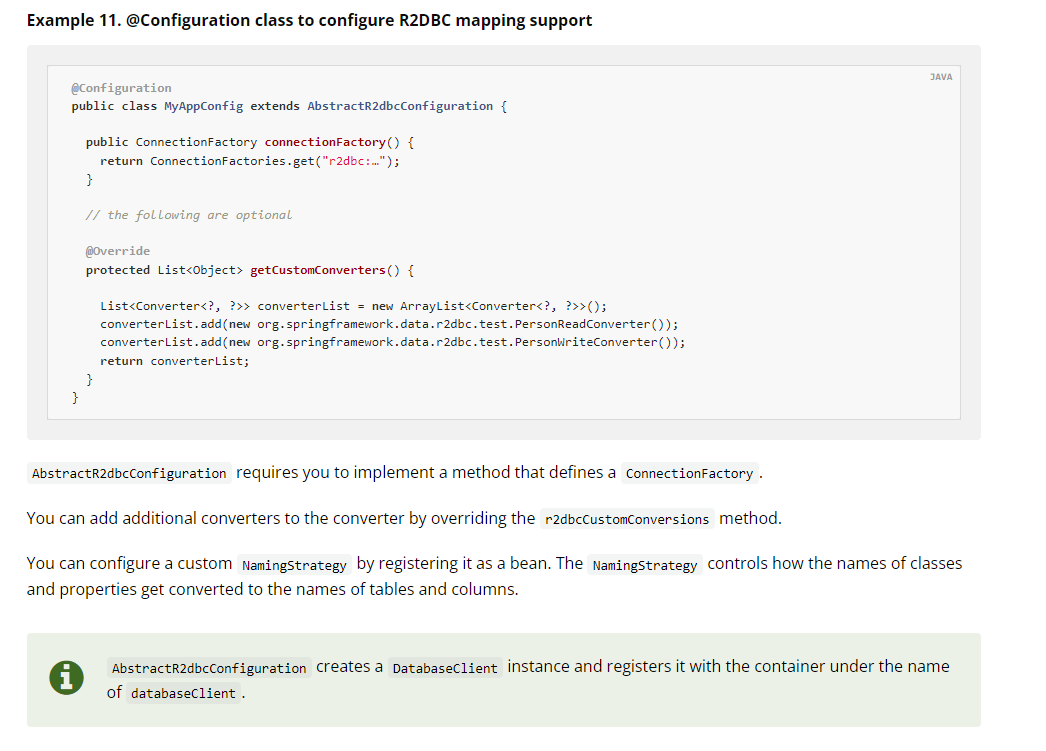 Example 11. @Configuration class to configure R2DBC mapping support
JAVA
@Configuration
public class MyAppConfig extends AbstractR2dbcConfiguration {
public ConnectionFactory connectionFactory() {
return ConnectionFactories.get("r2dbc:…");
}
// the following are optional
@Override
protected List<Object> getCustomConverters() {
List<Converter<?, ?>> converterList = new ArrayList<Converter<?, ?>>();
converterList.add(new org.springframework.data.r2dbc.test.PersonReadConverter());
converterList.add(new org.springframework.data.r2dbc.test.PersonWriteConverter());
return converterList;
}
}
AbstractR2dbcConfiguration requires you to implement a method that defines a ConnectionFactory.
You can add additional converters to the converter by overriding the r2dbcCustomConversions method.
You can configure a custom NamingStrategy by registering it as a bean. The NamingStrategy controls how the names of classes
and properties get converted to the names of tables and columns.
AbstractR2dbcConfiguration creates a DatabaseClient instance and registers it with the container under the name
of databaseClient.